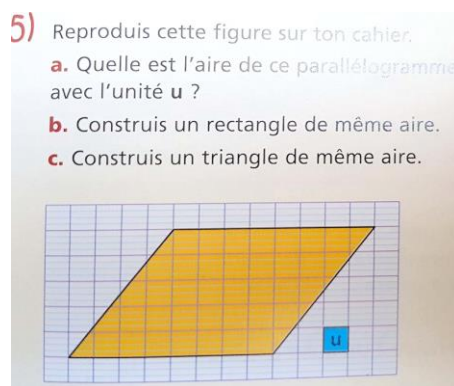 5) Reproduis cette figure sur ton cahier.
a. Quelle est l'aire de ce parallélogramme
avec l'unité u ?
b. Construis un rectangle de même aire.
c. Construis un triangle de même aire.
u